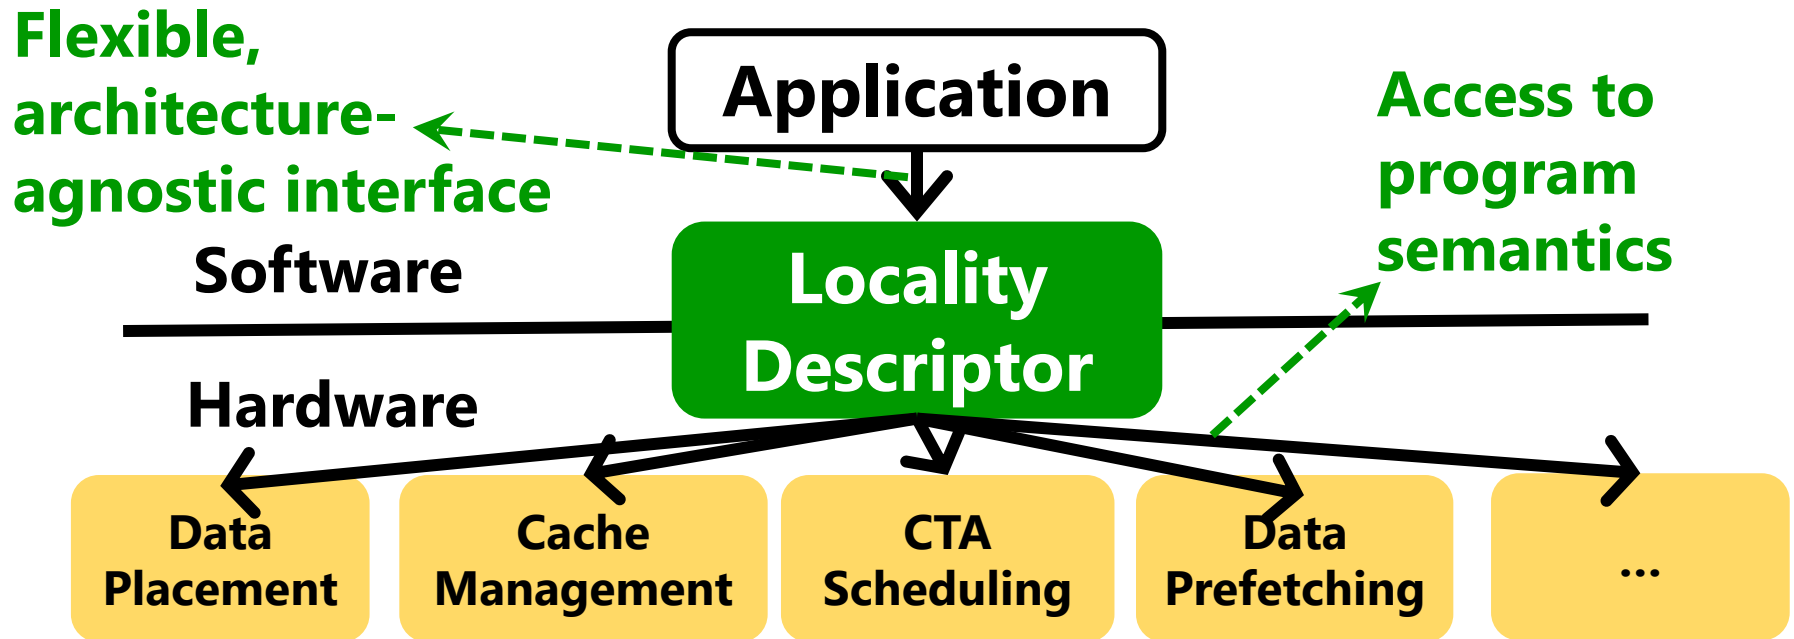 Flexible,
architecture-
agnostic interface
Application
Access to
program
semantics
Software
Locality
Descriptor
Hardware
Data
Placement
Cache
Management
CTA
Scheduling
Data
Prefetching
...